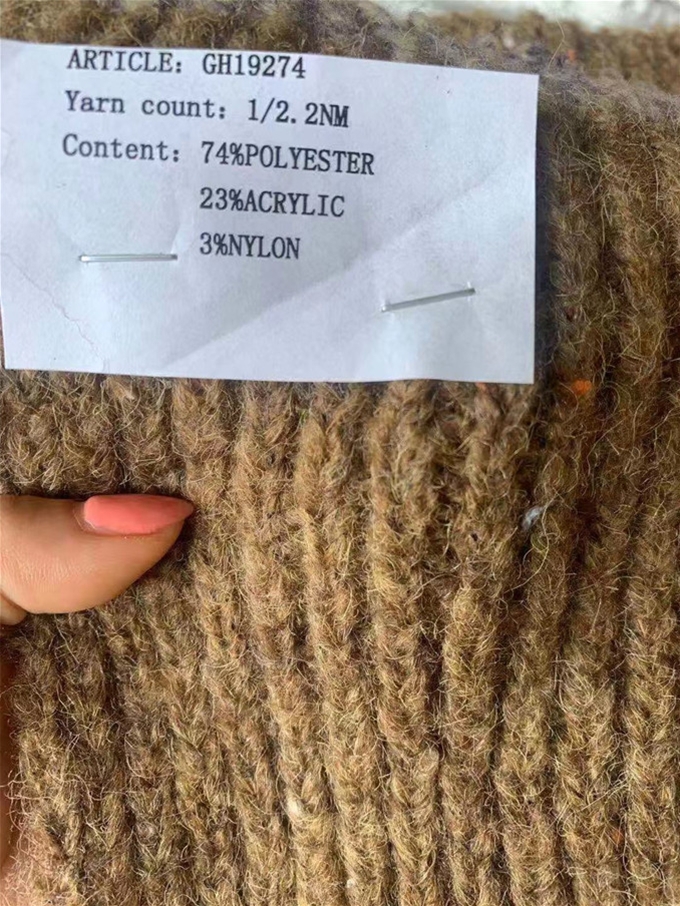 ARTICLE: GH19274
Yarn count: 1/2.2NM
Content: 74%POLYESTER
23%ACRYLIC
3%NYLON